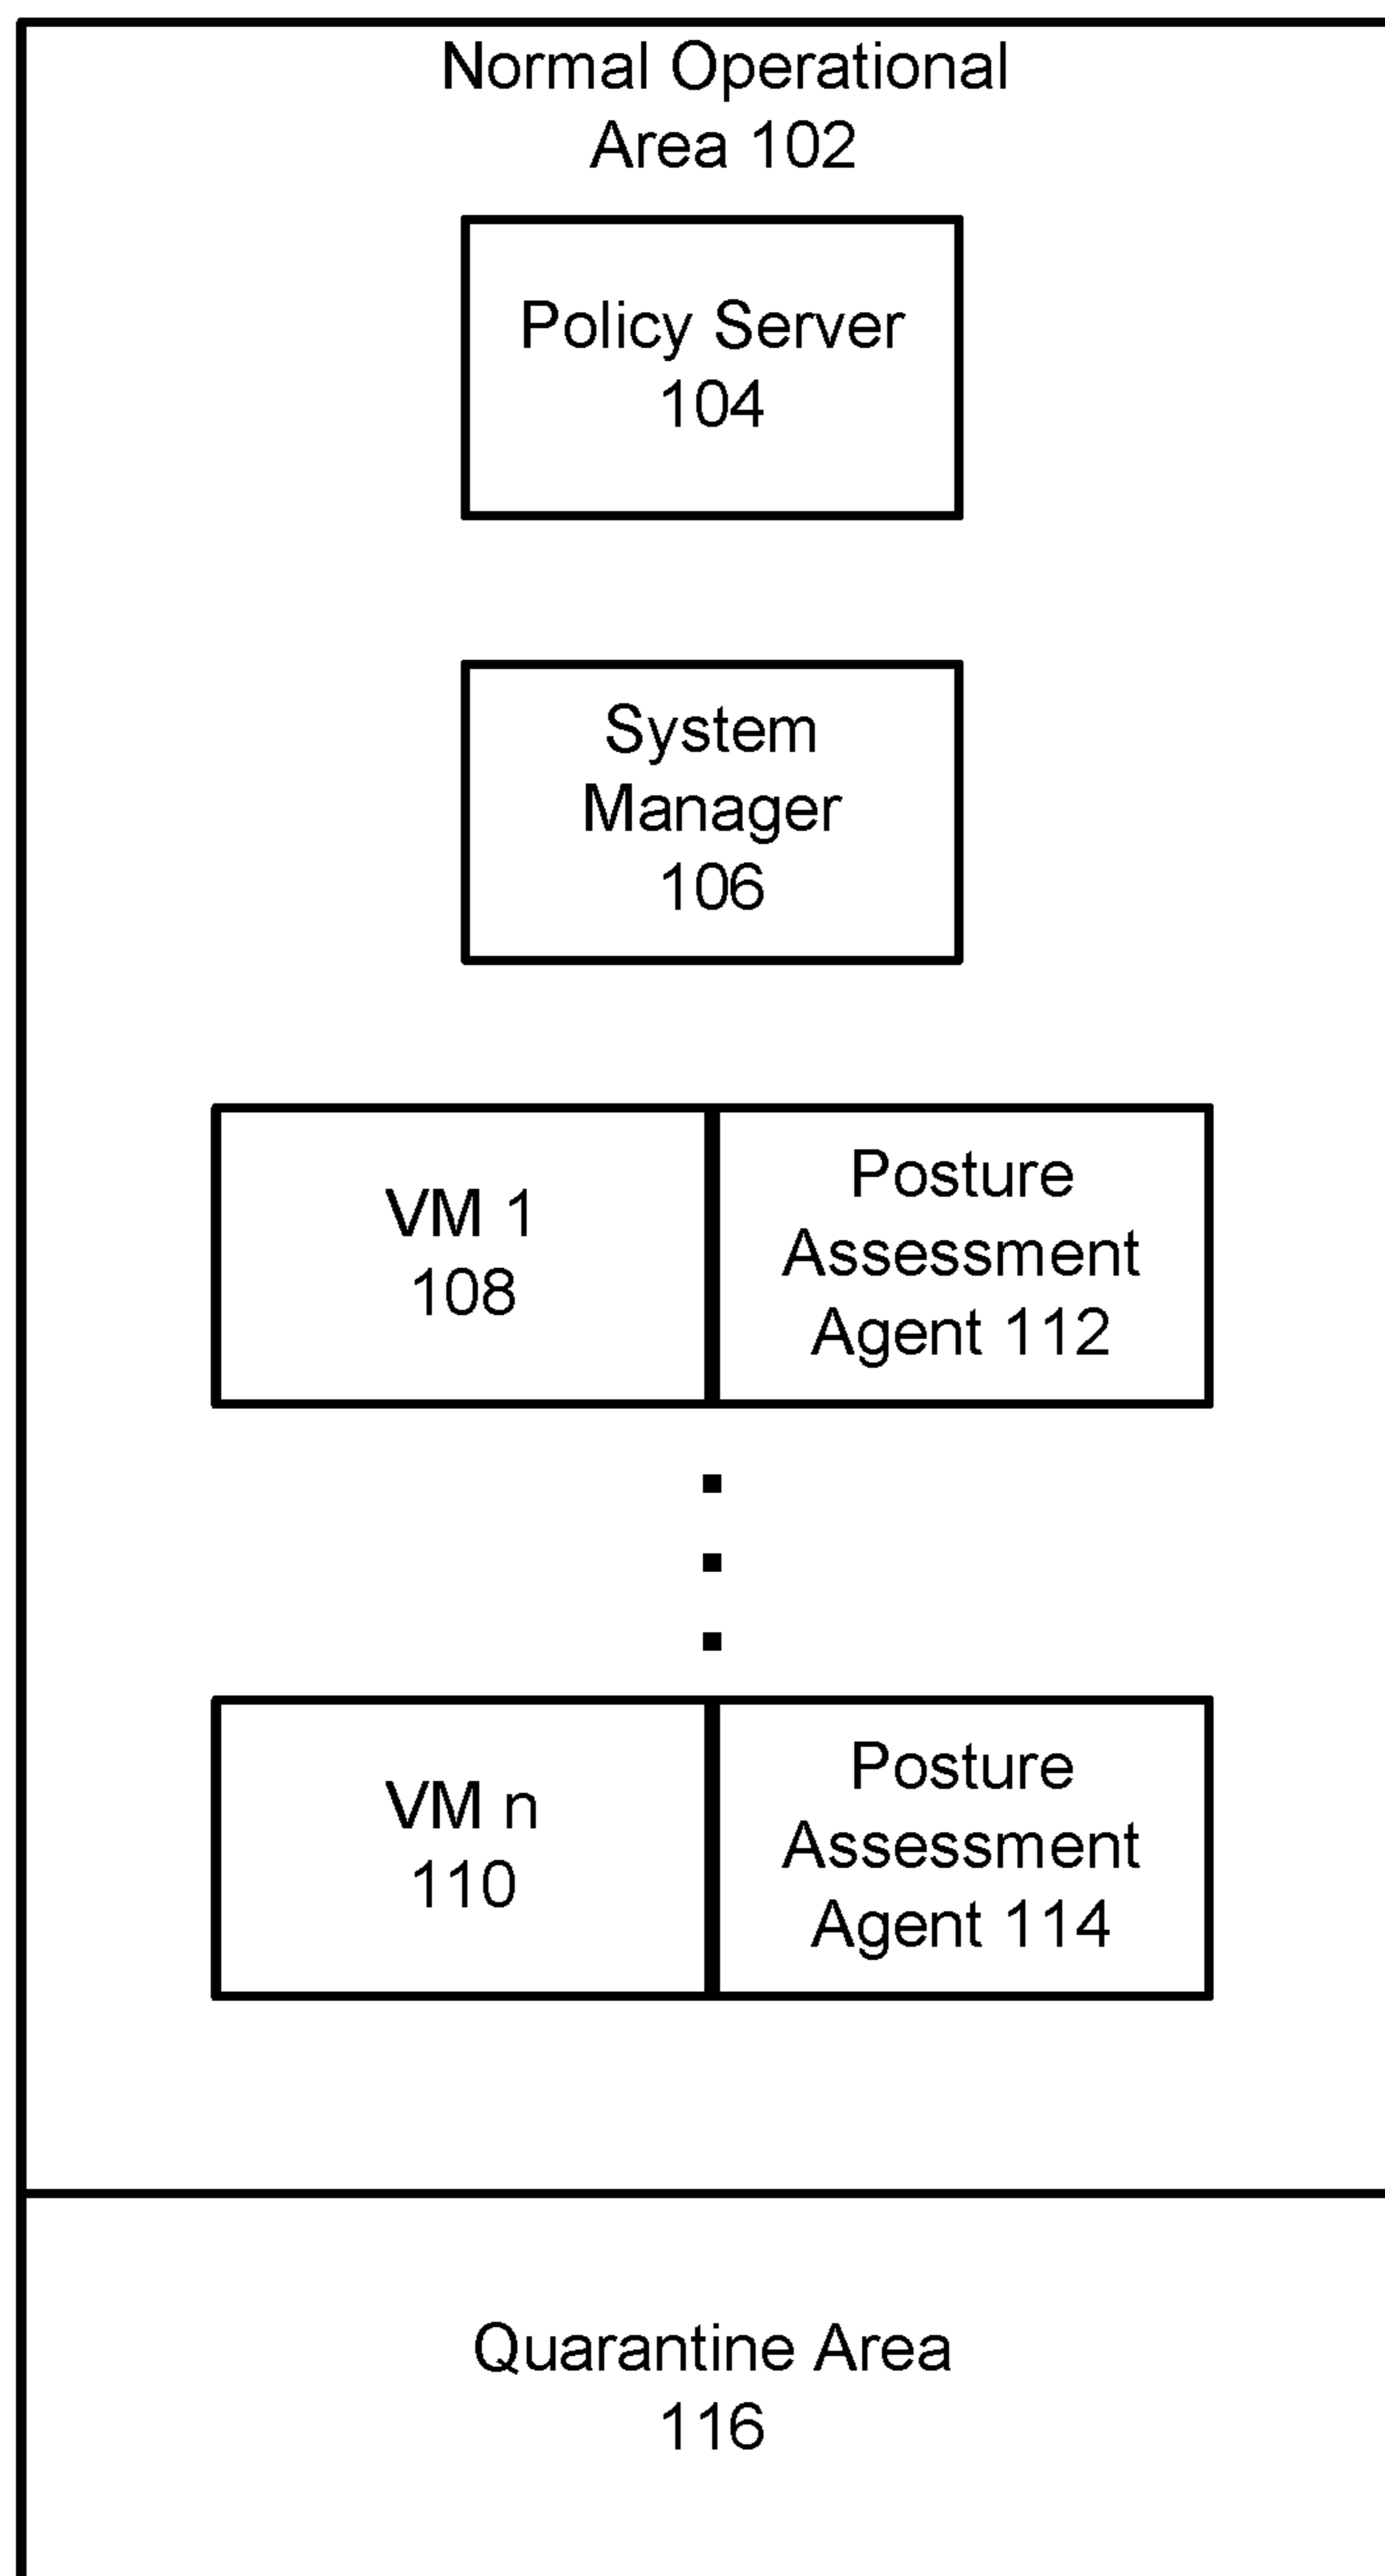 Normal Operational
Area 102
Policy Server
104
System
Manager
106
VM 1
108
Posture
Assessment
Agent 112
VM n
110
Posture
Assessment
Agent 114
Quarantine Area
116